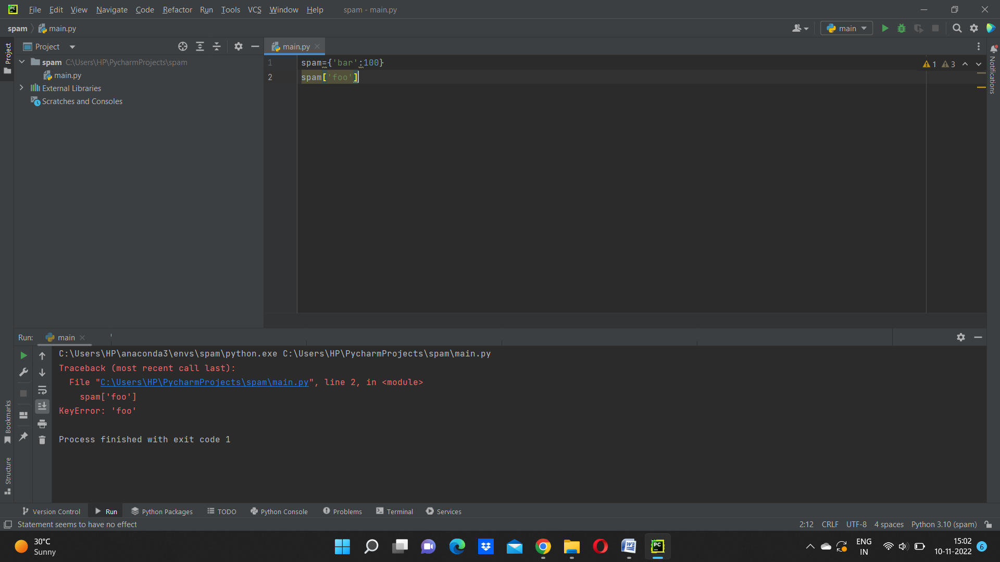 File Edit View Navigate Code Refactor Run Tools VCS Window Help spam - main.py
spam main.py
main
Project
Project
main.py
Notifications
spam C:\Users\HP\PycharmProjects\spam
main.py
External Libraries
Scratches and Consoles
1 spam={'bar':100}
2 spam['foo']
1 3
Run: main
C:\Users\HP\anaconda3\envs\spam\python.exe C:\Users\HP\PycharmProjects\spam\main.py
Traceback (most recent call last):
File "C:\Users\HP\PycharmProjects\spam\main.py", line 2, in <module>
spam['foo']
KeyError: 'foo'
Process finished with exit code 1
Bookmarks
Structure
Version Control Run Python Packages TODO Python Console Problems Terminal Services
Statement seems to have no effect
2:12 CRLF UTF-8 4 spaces Python 3.10 (spam)
30°C
Sunny
ENG
IN
15:02
10-11-2022
6